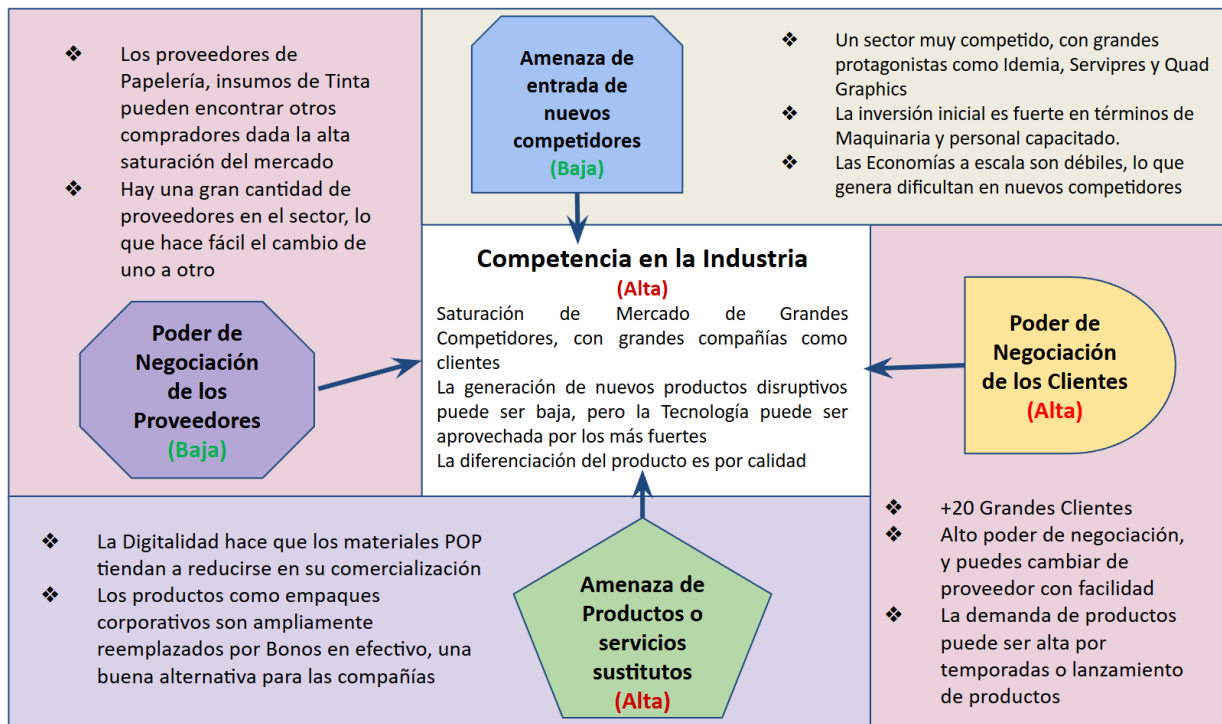 ❖ Los proveedores de
Papelería, insumos de Tinta
pueden encontrar otros
compradores dada la alta
saturación del mercado
❖ Hay una gran cantidad de
proveedores en el sector, lo
que hace fácil el cambio de
uno a otro
Poder de
Negociación
de los
Proveedores
(Baja)
Amenaza de
entrada de
nuevos
competidores
(Baja)
❖ Un sector muy competido, con grandes
protagonistas como Idemia, Servipres y Quad
Graphics
❖ La inversión inicial es fuerte en términos de
Maquinaria y personal capacitado.
❖ Las Economías a escala son débiles, lo que
genera dificultan en nuevos competidores
Competencia en la Industria
(Alta)
Saturación de Mercado de Grandes
Competidores, con grandes compañías como
clientes
La generación de nuevos productos disruptivos
puede ser baja, pero la Tecnología puede ser
aprovechada por los más fuertes
La diferenciación del producto es por calidad
Poder de
Negociación
de los Clientes
(Alta)
❖ +20 Grandes Clientes
❖ Alto poder de negociación,
y puedes cambiar de
proveedor con facilidad
❖ La demanda de productos
puede ser alta por
temporadas o lanzamiento
de productos
❖ La Digitalidad hace que los materiales POP
tiendan a reducirse en su comercialización
❖ Los productos como empaques
corporativos son ampliamente
reemplazados por Bonos en efectivo, una
buena alternativa para las compañías
Amenaza de
Productos o
servicios
sustitutos
(Alta)